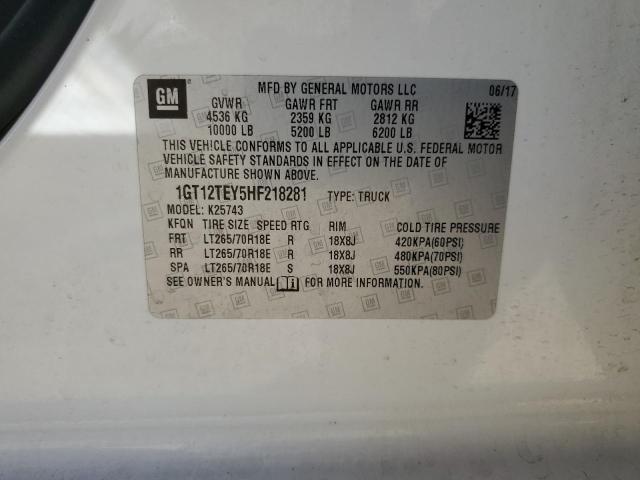 GM
MFD BY GENERAL MOTORS LLC 06/17
GVWR GAWR FRT GAWR RR
4536 KG 2359 KG 2812 KG
10000 LB 5200 LB 6200 LB
THIS VEHICLE CONFORMS TO ALL APPLICABLE U.S. FEDERAL MOTOR
VEHICLE SAFETY STANDARDS IN EFFECT ON THE DATE OF
MANUFACTURE SHOWN ABOVE.
1GT12TEY5HF218281 TYPE: TRUCK
MODEL: K25743
KFQN TIRE SIZE SPEED RTG RIM COLD TIRE PRESSURE
FRT LT265/70R18E R 18X8J 420KPA(60PSI)
RR LT265/70R18E R 18X8J 480KPA(70PSI)
SPA LT265/70R18E S 18X8J 550KPA(80PSI)
SEE OWNER'S MANUAL FOR MORE INFORMATION.